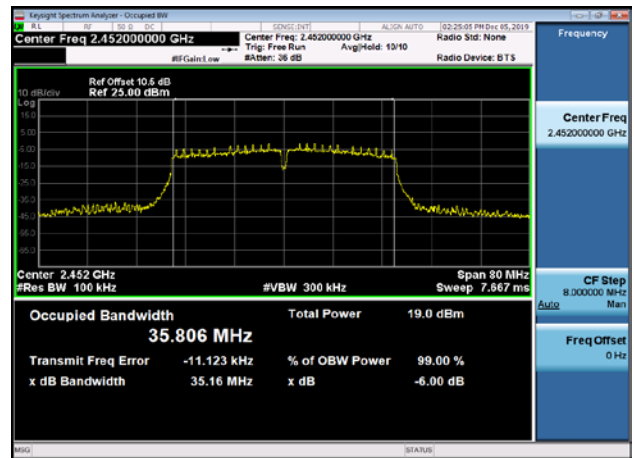 Keysight Spectrum Analyzer - Occupied BW
RL RF 50 Ω DC SENSE:INT ALIGN AUTO 02:25:05 PM Dec 05, 2019
Center Freq 2.452000000 GHz Center Freq: 2.452000000 GHz Radio Std: None Frequency
Trig: Free Run Avg|Hold: 10/10
#IFGain:Low #Atten: 36 dB Radio Device: BTS
Ref Offset 10.6 dB
10 dB/div Ref 25.00 dBm
Log
15.0
5.00
-5.00
-15.0
-25.0
-35.0
-45.0
-55.0
-65.0
Center Freq
2.452000000 GHz
Center 2.452 GHz Span 80 MHz
#Res BW 100 kHz #VBW 300 kHz Sweep 7.667 ms
CF Step
8.000000 MHz
Auto Man
Occupied Bandwidth Total Power 19.0 dBm
35.806 MHz
Freq Offset
0 Hz
Transmit Freq Error -11.123 kHz % of OBW Power 99.00 %
x dB Bandwidth 35.16 MHz x dB -6.00 dB
MSG STATUS